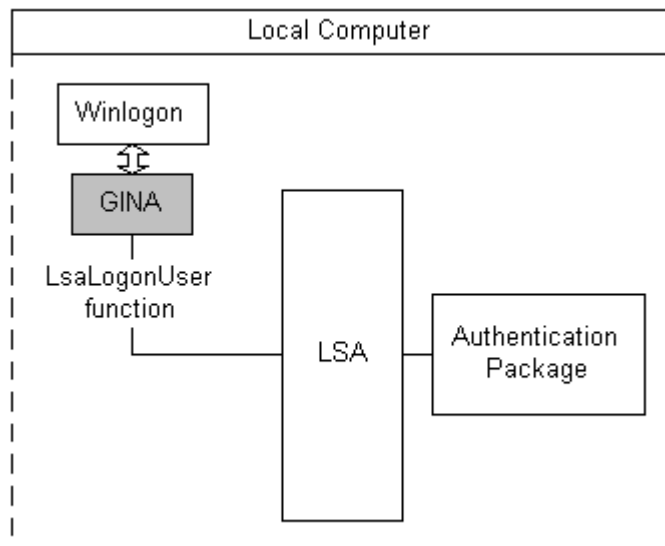 Local Computer
Winlogon
GINA
LsaLogonUser
function
LSA
Authentication
Package